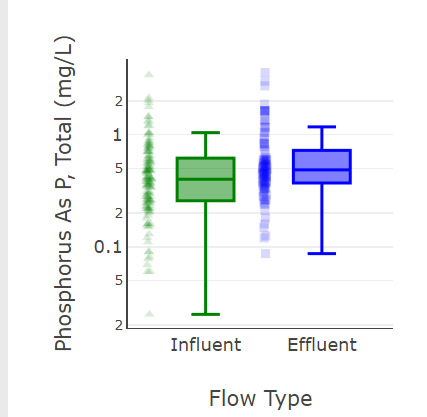 Phosphorus As P, Total (mg/L)
2
1
5
2
0.1
5
2
Influent Effluent
Flow Type